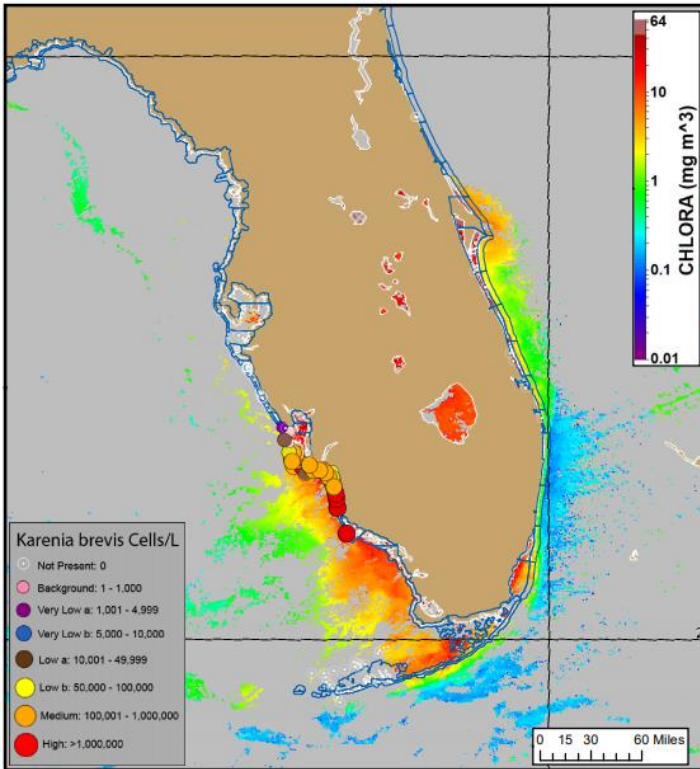 64
10
1
0.1
0.01
CHLORA (mg m^3)
Karenia brevis Cells/L
Not Present: 0
Background: 1 - 1,000
Very Low a: 1,001 - 4,999
Very Low b: 5,000 - 10,000
Low a: 10,001 - 49,999
Low b: 50,000 - 100,000
Medium: 100,001 - 1,000,000
High: >1,000,000
0 15 30 60 Miles